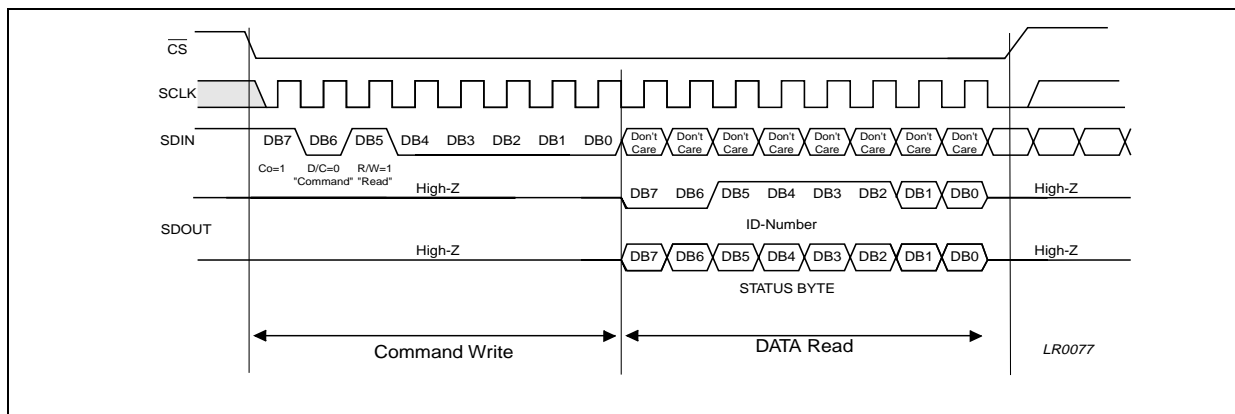 CS
SCLK
SDIN DB7 DB6 DB5 DB4 DB3 DB2 DB1 DB0 Don't Care Don't Care Don't Care Don't Care Don't Care Don't Care Don't Care Don't Care
Co=1 D/C=0 "Command" R/W=1 "Read"
High-Z DB7 DB6 DB5 DB4 DB3 DB2 DB1 DB0 High-Z
SDOUT
ID-Number
High-Z DB7 DB6 DB5 DB4 DB3 DB2 DB1 DB0 High-Z
STATUS BYTE
Command Write DATA Read LR0077